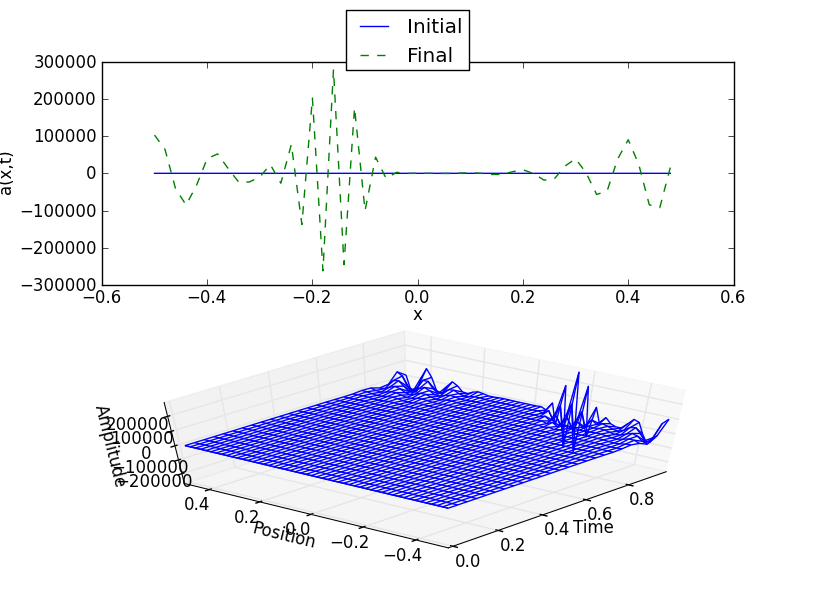 Initial
Final
300000
200000
100000
0
−100000
−200000
−300000
a(x,t)
−0.6 −0.4 −0.2 0.0 0.2 0.4 0.6
x
200000
100000
0
−100000
−200000
Amplitude
0.4 0.2 0.0 −0.2 −0.4
Position
0.0 0.2 0.4 0.6 0.8
Time